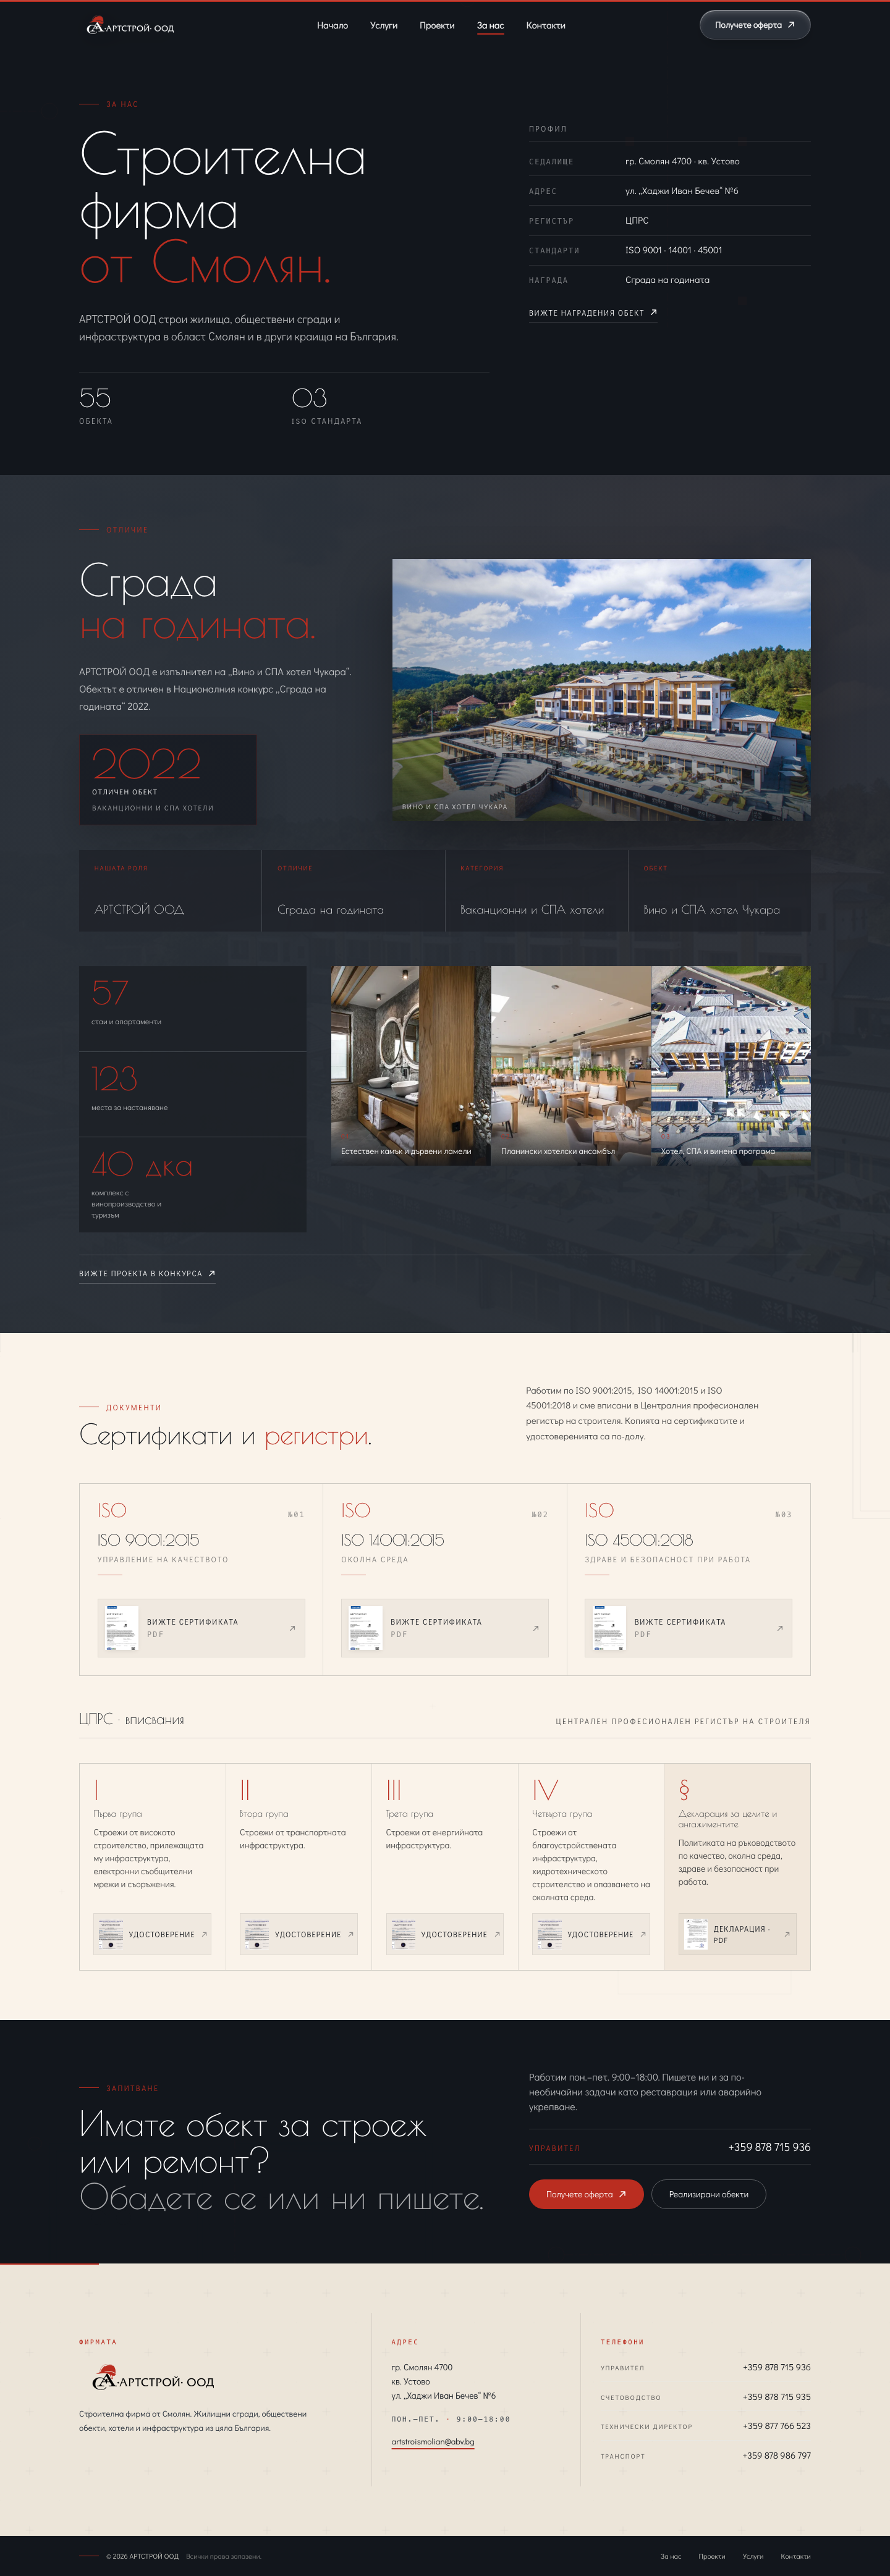 АРТСТРОЙ· ООД
Начало
Услуги
Проекти
За нас
Контакти
Получете оферта
ЗА НАС
Строителна
фирма
от Смолян.
АРТСТРОЙ ООД строи жилища, обществени сгради и
инфраструктура в област Смолян и в други краища на България.
55
ОБЕКТА
03
ISO СТАНДАРТА
ПРОФИЛ
СЕДАЛИЩЕ
гр. Смолян 4700 · кв. Устово
АДРЕС
ул. „Хаджи Иван Бечев“ №6
РЕГИСТЪР
ЦПРС
СТАНДАРТИ
ISO 9001 · 14001 · 45001
НАГРАДА
Сграда на годината
ВИЖТЕ НАГРАДЕНИЯ ОБЕКТ
ОТЛИЧИЕ
Сграда
на годината.
АРТСТРОЙ ООД е изпълнител на „Вино и СПА хотел Чукара“.
Обектът е отличен в Националния конкурс „Сграда на
годината“ 2022.
2022
ОТЛИЧЕН ОБЕКТ
ВАКАНЦИОННИ И СПА ХОТЕЛИ
ВИНО И СПА ХОТЕЛ ЧУКАРА
НАШАТА РОЛЯ
АРТСТРОЙ ООД
ОТЛИЧИЕ
Сграда на годината
КАТЕГОРИЯ
Ваканционни и СПА хотели
ОБЕКТ
Вино и СПА хотел Чукара
57
стаи и апартаменти
123
места за настаняване
40 дка
комплекс с
винопроизводство и
туризъм
Естествен камък и дървени ламели
Планински хотелски ансамбъл
Хотел, СПА и винена програма
ВИЖТЕ ПРОЕКТА В КОНКУРСА
ДОКУМЕНТИ
Сертификати и регистри.
Работим по ISO 9001:2015, ISO 14001:2015 и ISO
45001:2018 и сме вписани в Централния професионален
регистър на строителя. Копията на сертификатите и
удостоверенията са по-долу.
ISO
№01
ISO 9001:2015
УПРАВЛЕНИЕ НА КАЧЕСТВОТО
ВИЖТЕ СЕРТИФИКАТА
PDF
ISO
№02
ISO 14001:2015
ОКОЛНА СРЕДА
ВИЖТЕ СЕРТИФИКАТА
PDF
ISO
№03
ISO 45001:2018
ЗДРАВЕ И БЕЗОПАСНОСТ ПРИ РАБОТА
ВИЖТЕ СЕРТИФИКАТА
PDF
ЦПРС · вписвания
ЦЕНТРАЛЕН ПРОФЕСИОНАЛЕН РЕГИСТЪР НА СТРОИТЕЛЯ
I
Първа група
Строежи от високото
строителство, прилежащата
му инфраструктура,
електронни съобщителни
мрежи и съоръжения.
УДОСТОВЕРЕНИЕ
II
Втора група
Строежи от транспортната
инфраструктура.
УДОСТОВЕРЕНИЕ
III
Трета група
Строежи от енергийната
инфраструктура.
УДОСТОВЕРЕНИЕ
IV
Четвърта група
Строежи от
благоустройствената
инфраструктура,
хидротехническото
строителство и опазването на
околната среда.
УДОСТОВЕРЕНИЕ
§
Декларация за целите и
ангажиментите
Политиката на ръководството
по качество, околна среда,
здраве и безопасност при
работа.
ДЕКЛАРАЦИЯ ·
PDF
ЗАПИТВАНЕ
Имате обект за строеж
или ремонт?
Обадете се или ни пишете.
Работим пон.–пет. 9:00–18:00. Пишете ни и за по-
необичайни задачи като реставрация или аварийно
укрепване.
УПРАВИТЕЛ
+359 878 715 936
Получете оферта
Реализирани обекти
ФИРМАТА
АРТСТРОЙ· ООД
Строителна фирма от Смолян. Жилищни сгради, обществени
обекти, хотели и инфраструктура из цяла България.
АДРЕС
гр. Смолян 4700
кв. Устово
ул. „Хаджи Иван Бечев“ №6
ПОН.–ПЕТ. · 9:00–18:00
artstroismolian@abv.bg
ТЕЛЕФОНИ
УПРАВИТЕЛ
+359 878 715 936
СЧЕТОВОДСТВО
+359 878 715 935
ТЕХНИЧЕСКИ ДИРЕКТОР
+359 877 766 523
ТРАНСПОРТ
+359 878 986 797
© 2026 АРТСТРОЙ ООД
Всички права запазени.
За нас
Проекти
Услуги
Контакти